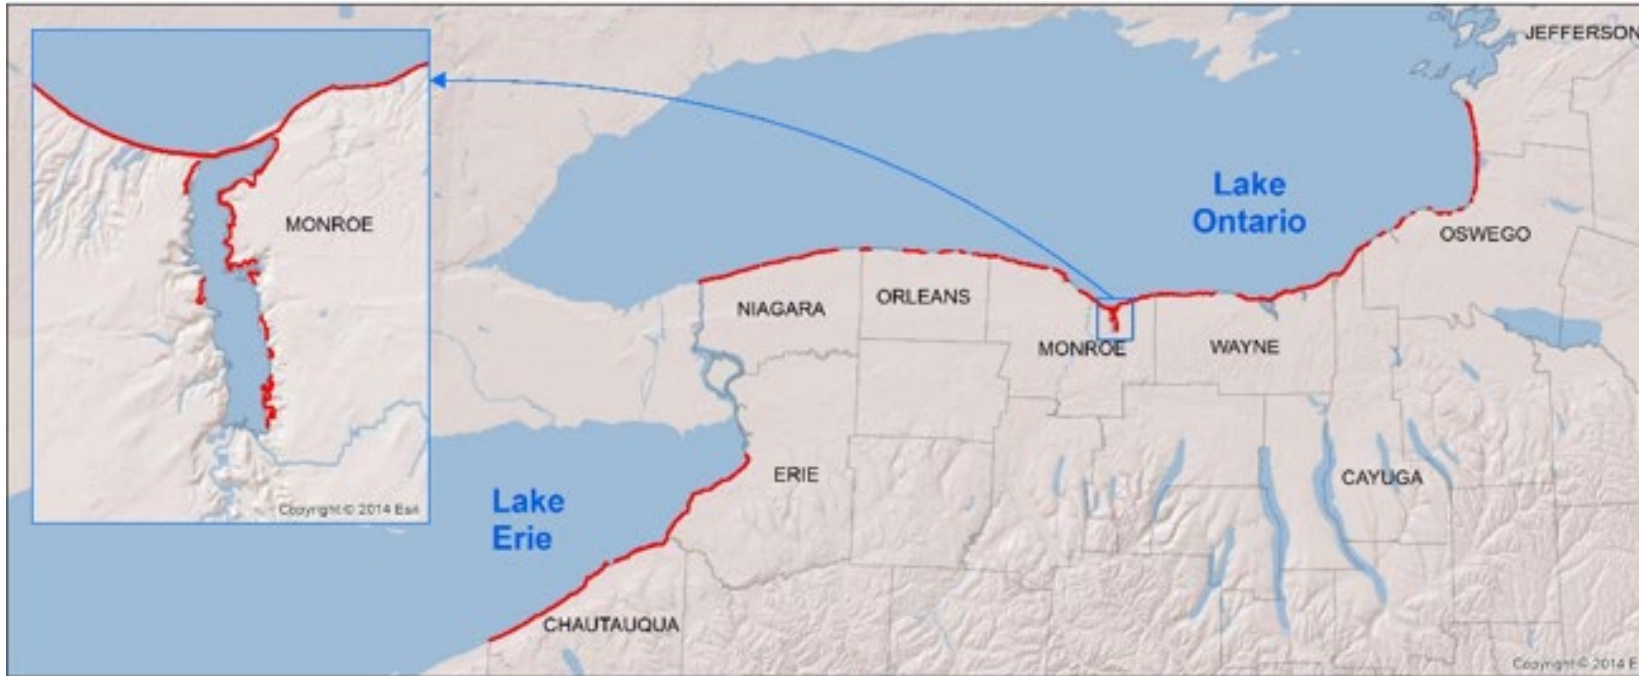 JEFFERSON
MONROE
Lake
Ontario
OSWEGO
NIAGARA
ORLEANS
MONROE
WAYNE
ERIE
CAYUGA
Copyright © 2014 Esri
Lake
Erie
CHAUTAUQUA
Copyright © 2014 E